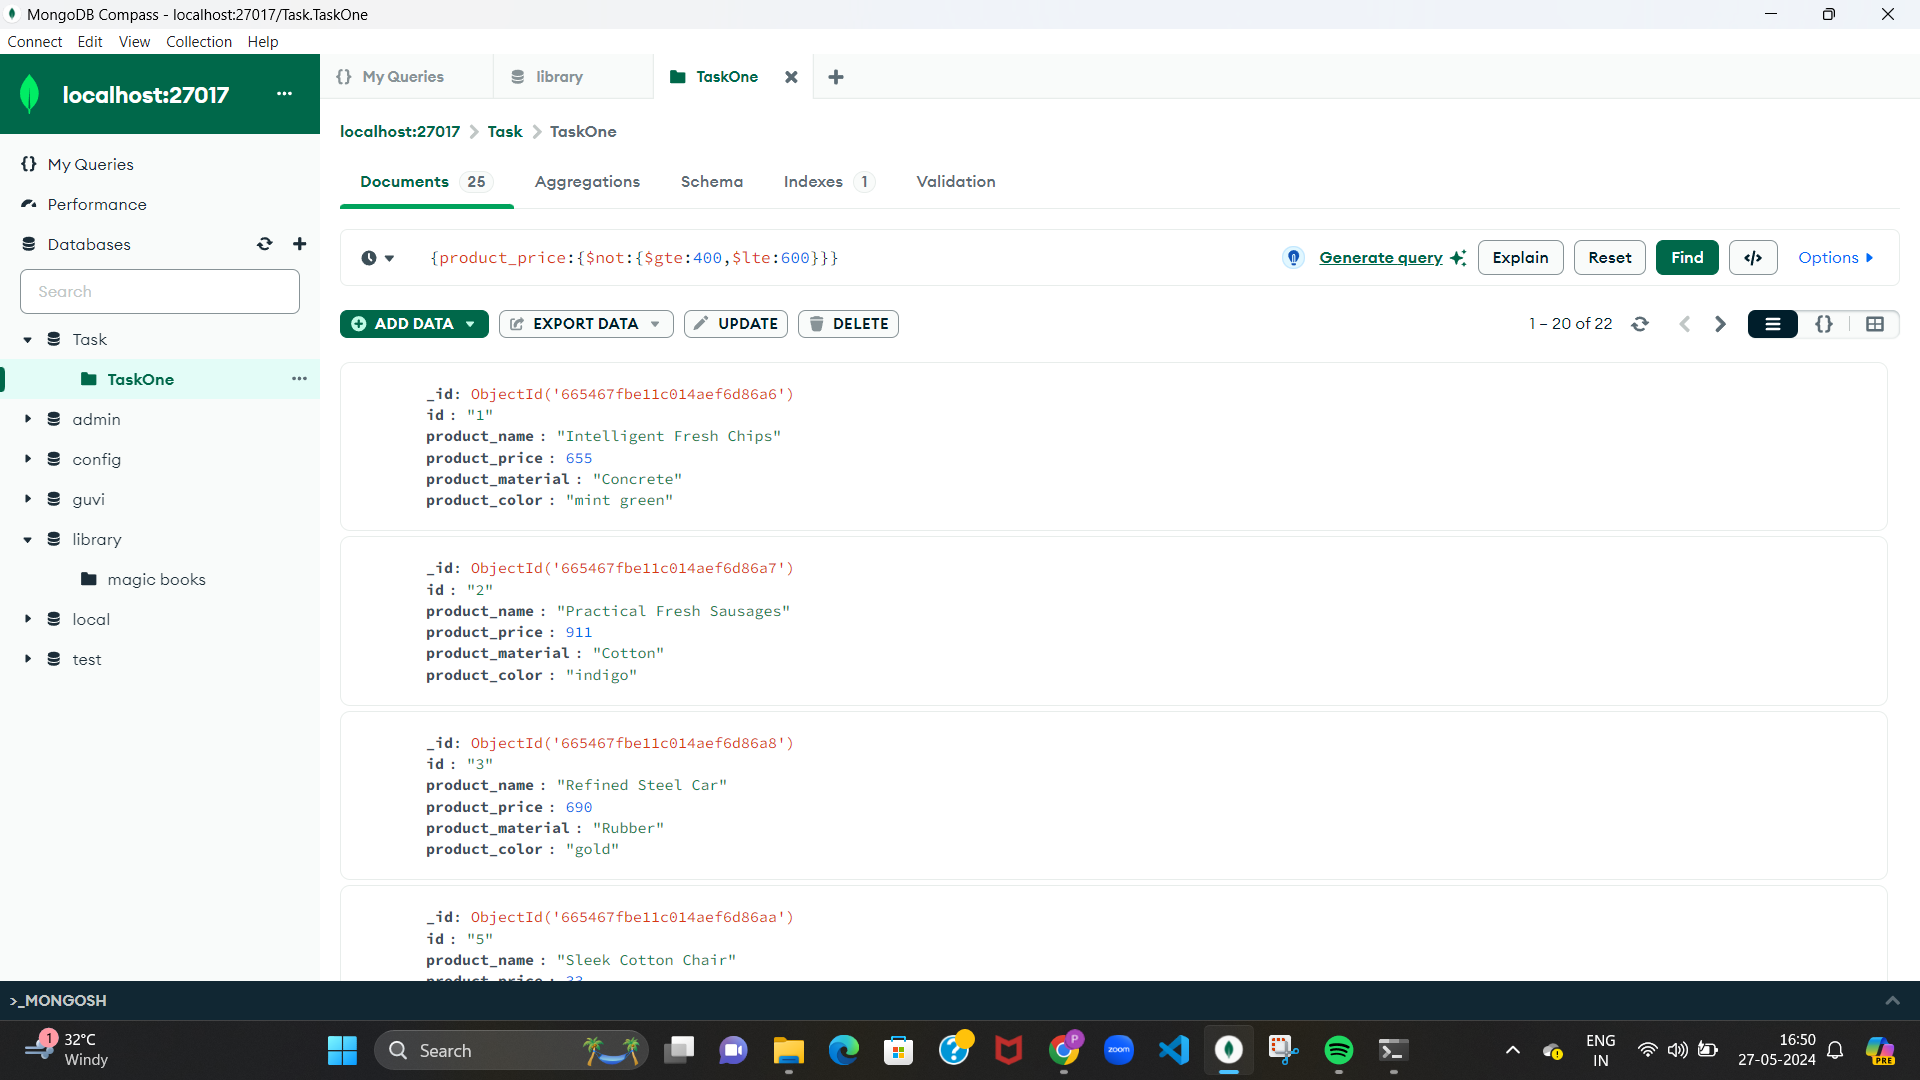 MongoDB Compass - localhost:27017/Task.TaskOne
Connect Edit View Collection Help
localhost:27017 ...
{} My Queries
library
TaskOne
localhost:27017 > Task > TaskOne
My Queries
Performance
Databases
Search
Task
TaskOne
admin
config
guvi
library
magic books
local
test
Documents 25 Aggregations Schema Indexes 1 Validation
{product_price:{$not:{$gte:400,$lte:600}}}
Generate query Explain Reset Find </> Options
ADD DATA EXPORT DATA UPDATE DELETE
1 – 20 of 22 {}
_id: ObjectId('665467fbe11c014aef6d86a6')
id : "1"
product_name : "Intelligent Fresh Chips"
product_price : 655
product_material : "Concrete"
product_color : "mint green"
_id: ObjectId('665467fbe11c014aef6d86a7')
id : "2"
product_name : "Practical Fresh Sausages"
product_price : 911
product_material : "Cotton"
product_color : "indigo"
_id: ObjectId('665467fbe11c014aef6d86a8')
id : "3"
product_name : "Refined Steel Car"
product_price : 690
product_material : "Rubber"
product_color : "gold"
_id: ObjectId('665467fbe11c014aef6d86aa')
id : "5"
product_name : "Sleek Cotton Chair"
product_price : 33
>_MONGOSH
1
32°C
Windy
Search
P
zoom
ENG
IN
16:50
27-05-2024
PRE